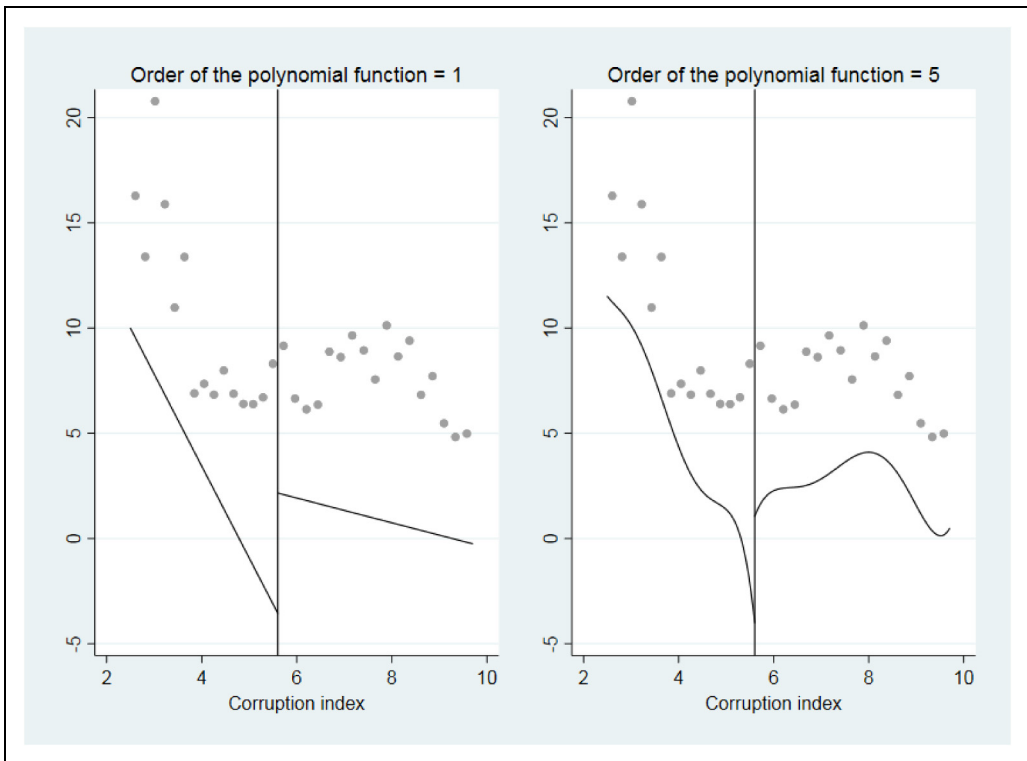 Order of the polynomial function = 1
20
15
10
5
0
-5
2 4 6 8 10
Corruption index
Order of the polynomial function = 5
20
15
10
5
0
-5
2 4 6 8 10
Corruption index